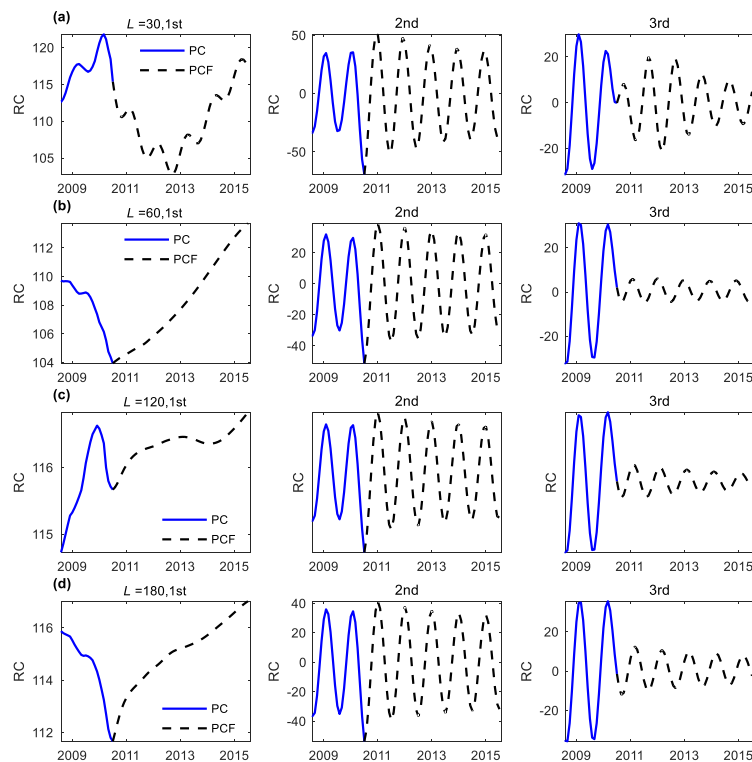 (a)
L =30,1st
2nd
3rd
RC
120
115
110
105
PC
PCF
2009 2011 2013 2015
RC
50
0
-50
2009 2011 2013 2015
RC
20
0
-20
2009 2011 2013 2015
(b)
L =60,1st
2nd
3rd
RC
112
110
108
106
104
PC
PCF
2009 2011 2013 2015
RC
20
0
-20
-40
2009 2011 2013 2015
RC
20
0
-20
2009 2011 2013 2015
(c)
L =120,1st
2nd
3rd
RC
116
115
PC
PCF
2009 2011 2013 2015
RC
2009 2011 2013 2015
RC
2009 2011 2013 2015
(d)
L =180,1st
2nd
3rd
RC
116
114
112
PC
PCF
2009 2011 2013 2015
RC
40
20
0
-20
-40
2009 2011 2013 2015
RC
20
0
-20
2009 2011 2013 2015